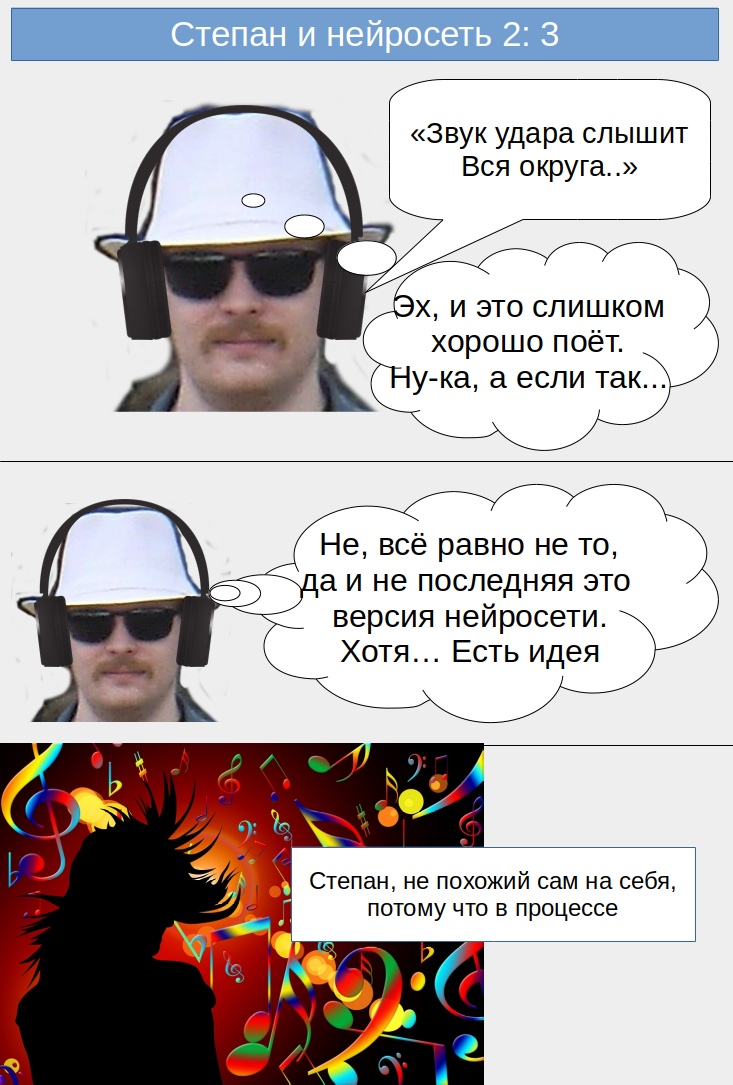 Степан и нейросеть 2: 3
«Звук удара слышит
Вся округа..»
Эх, и это слишком
хорошо поёт.
Ну-ка, а если так...
Не, всё равно не то,
да и не последняя это
версия нейросети.
Хотя… Есть идея
Степан, не похожий сам на себя,
потому что в процессе